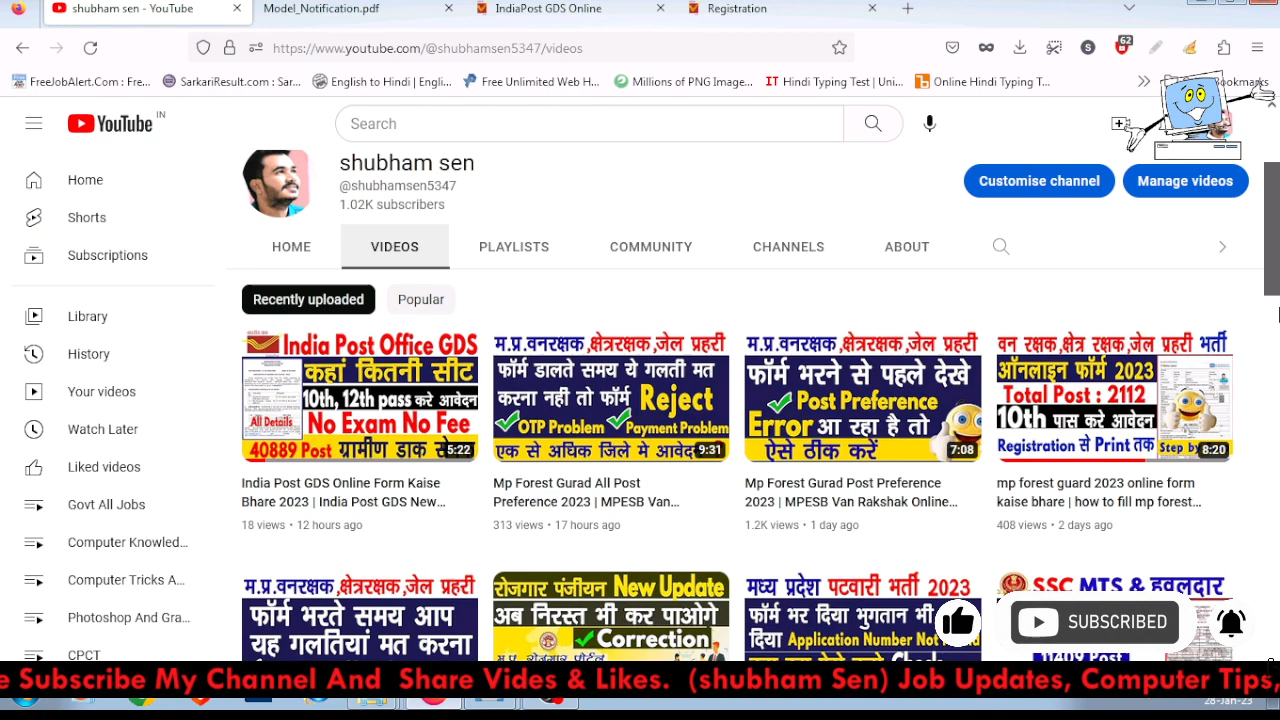 shubham sen - YouTube
Model_Notification.pdf
IndiaPost GDS Online
Registration
https://www.youtube.com/@shubhamsen5347/videos
62
FreeJobAlert.Com : Fre...
SarkariResult.com : Sar...
English to Hindi | Engli...
Free Unlimited Web H...
Millions of PNG Image...
Hindi Typing Test | Uni...
Online Hindi Typing T...
YouTube IN
Search
Home
Shorts
Subscriptions
Library
History
Your videos
Watch Later
Liked videos
Govt All Jobs
Computer Knowled...
Computer Tricks A...
Photoshop And Gra...
CPCT
shubham sen
@shubhamsen5347
1.02K subscribers
Customise channel
Manage videos
HOME
VIDEOS
PLAYLISTS
COMMUNITY
CHANNELS
ABOUT
Recently uploaded
Popular
India Post Office GDS
कहां कितनी सीट
10th, 12th pass करे आवेदन
All Details
No Exam No Fee
40889 Post ग्रामीण डाक
5:22
India Post GDS Online Form Kaise
Bhare 2023 | India Post GDS New...
18 views • 12 hours ago
म.प्र.वनरक्षक ,क्षेत्ररक्षक,जेल प्रहरी
फॉर्म डालते समय ये गलती मत
करना नही तो फॉर्म Reject
OTP Problem Payment Problem
एक से अधिक जिले मे आवेद
9:31
Mp Forest Gurad All Post
Preference 2023 | MPESB Van...
313 views • 17 hours ago
म.प्र.वनरक्षक ,क्षेत्ररक्षक,जेल प्रहरी
फॉर्म भरने से पहले देखे
Post Preference
Error आ रहा है तो
ऐसे ठीक करें
7:08
Mp Forest Gurad Post Preference
2023 | MPESB Van Rakshak Online...
1.2K views • 1 day ago
वन रक्षक,क्षेत्र रक्षक,जेल प्रहरी भर्ती
ऑनलाइन फॉर्म 2023
Total Post : 2112
10th पास करे आवेदन
Registration से Print तक
Step by
8:20
mp forest guard 2023 online form
kaise bhare | how to fill mp forest...
408 views • 2 days ago
म.प्र.वनरक्षक,क्षेत्ररक्षक,जेल प्रहरी
फॉर्म भरते समय आप
यह गलतियां मत करना
रोजगार पंजीयन New Update
अब निरस्त भी कर पाओगे
Correction
मध्य प्रदेश पटवारी भर्ती 2023
फॉर्म भर दिया भुगतान भी
दिया Application Number Not
SSC MTS & हवलदार
11409 Post
SUBSCRIBED
e Subscribe My Channel And Share Vides & Likes. (shubham Sen) Job Updates, Computer Tips,
28-Jan-23